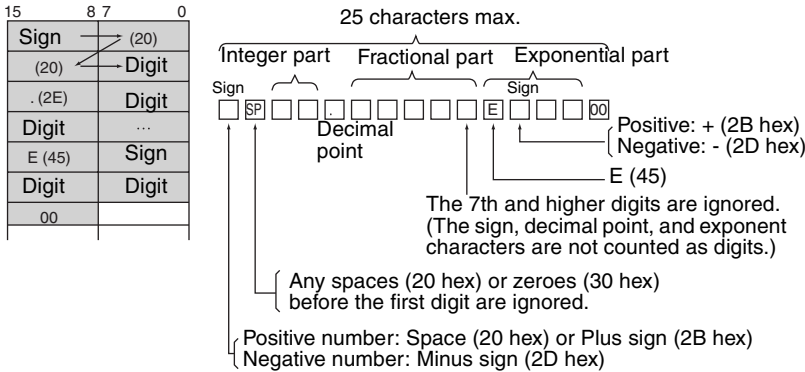 15 8 7 0
Sign (20)
(20) Digit
. (2E) Digit
Digit ...
E (45) Sign
Digit Digit
00
25 characters max.
Integer part Fractional part Exponential part
Sign Sign
SP . E 00
Decimal
point
Positive: + (2B hex)
Negative: - (2D hex)
E (45)
The 7th and higher digits are ignored.
(The sign, decimal point, and exponent
characters are not counted as digits.)
Any spaces (20 hex) or zeroes (30 hex)
before the first digit are ignored.
Positive number: Space (20 hex) or Plus sign (2B hex)
Negative number: Minus sign (2D hex)